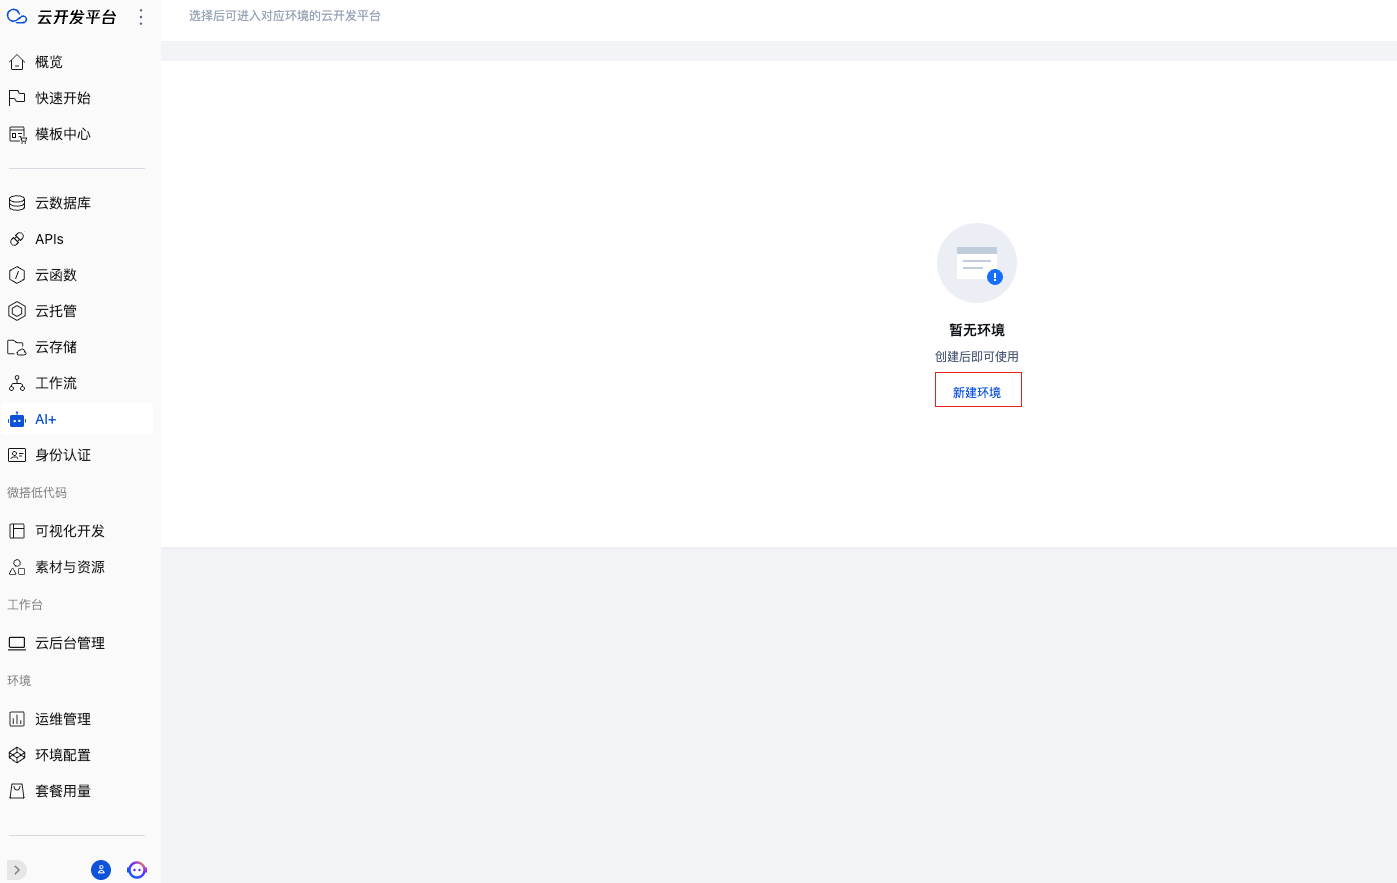 云开发平台
概览
快速开始
模板中心
云数据库
APIs
云函数
云托管
云存储
工作流
AI+
身份认证
微搭低代码
可视化开发
素材与资源
工作台
云后台管理
环境
运维管理
环境配置
套餐用量
选择后可进入对应环境的云开发平台
暂无环境
创建后即可使用
新建环境